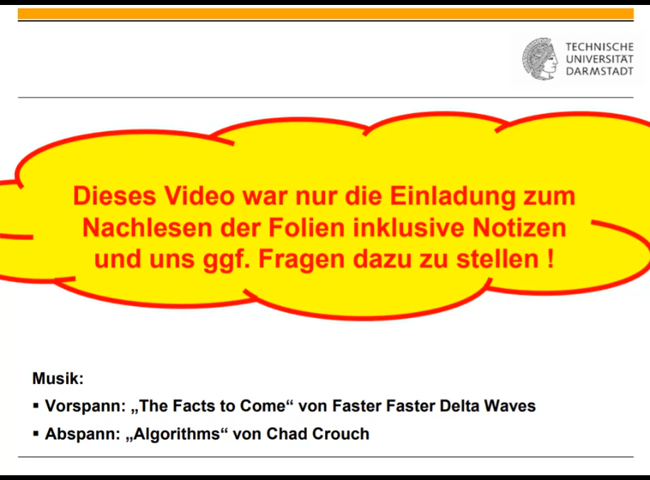 TECHNISCHE
UNIVERSITÄT
DARMSTADT
Dieses Video war nur die Einladung zum
Nachlesen der Folien inklusive Notizen
und uns ggf. Fragen dazu zu stellen !
Musik:
▪ Vorspann: „The Facts to Come“ von Faster Faster Delta Waves
▪ Abspann: „Algorithms“ von Chad Crouch